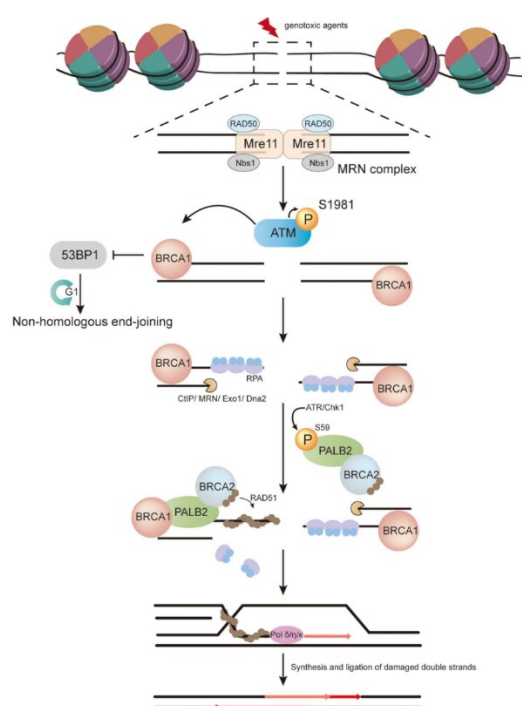 genotoxic agents
RAD50
RAD50
Mre11
Mre11
Nbs1
Nbs1
MRN complex
S1981
P
ATM
53BP1
BRCA1
G1
BRCA1
Non-homologous end-joining
BRCA1
RPA
BRCA1
CtIP/ MRN/ Exo1/ Dna2
ATR/Chk1
S59
P
PALB2
BRCA2
BRCA2
RAD51
PALB2
BRCA1
BRCA1
Pol δ/η/κ
Synthesis and ligation of damaged double strands